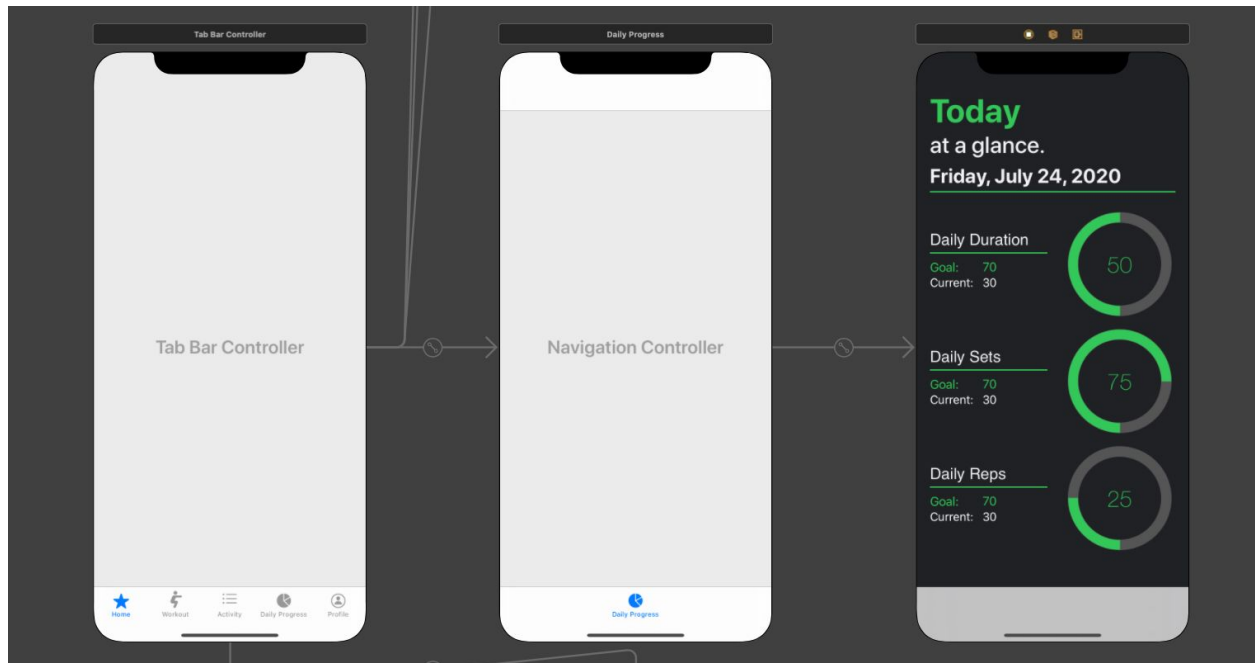 Tab Bar Controller
Tab Bar Controller
Home Workout Activity Daily Progress Profile
Daily Progress
Navigation Controller
Daily Progress
Today
at a glance.
Friday, July 24, 2020
Daily Duration
Goal: 70
Current: 30
50
Daily Sets
Goal: 70
Current: 30
75
Daily Reps
Goal: 70
Current: 30
25